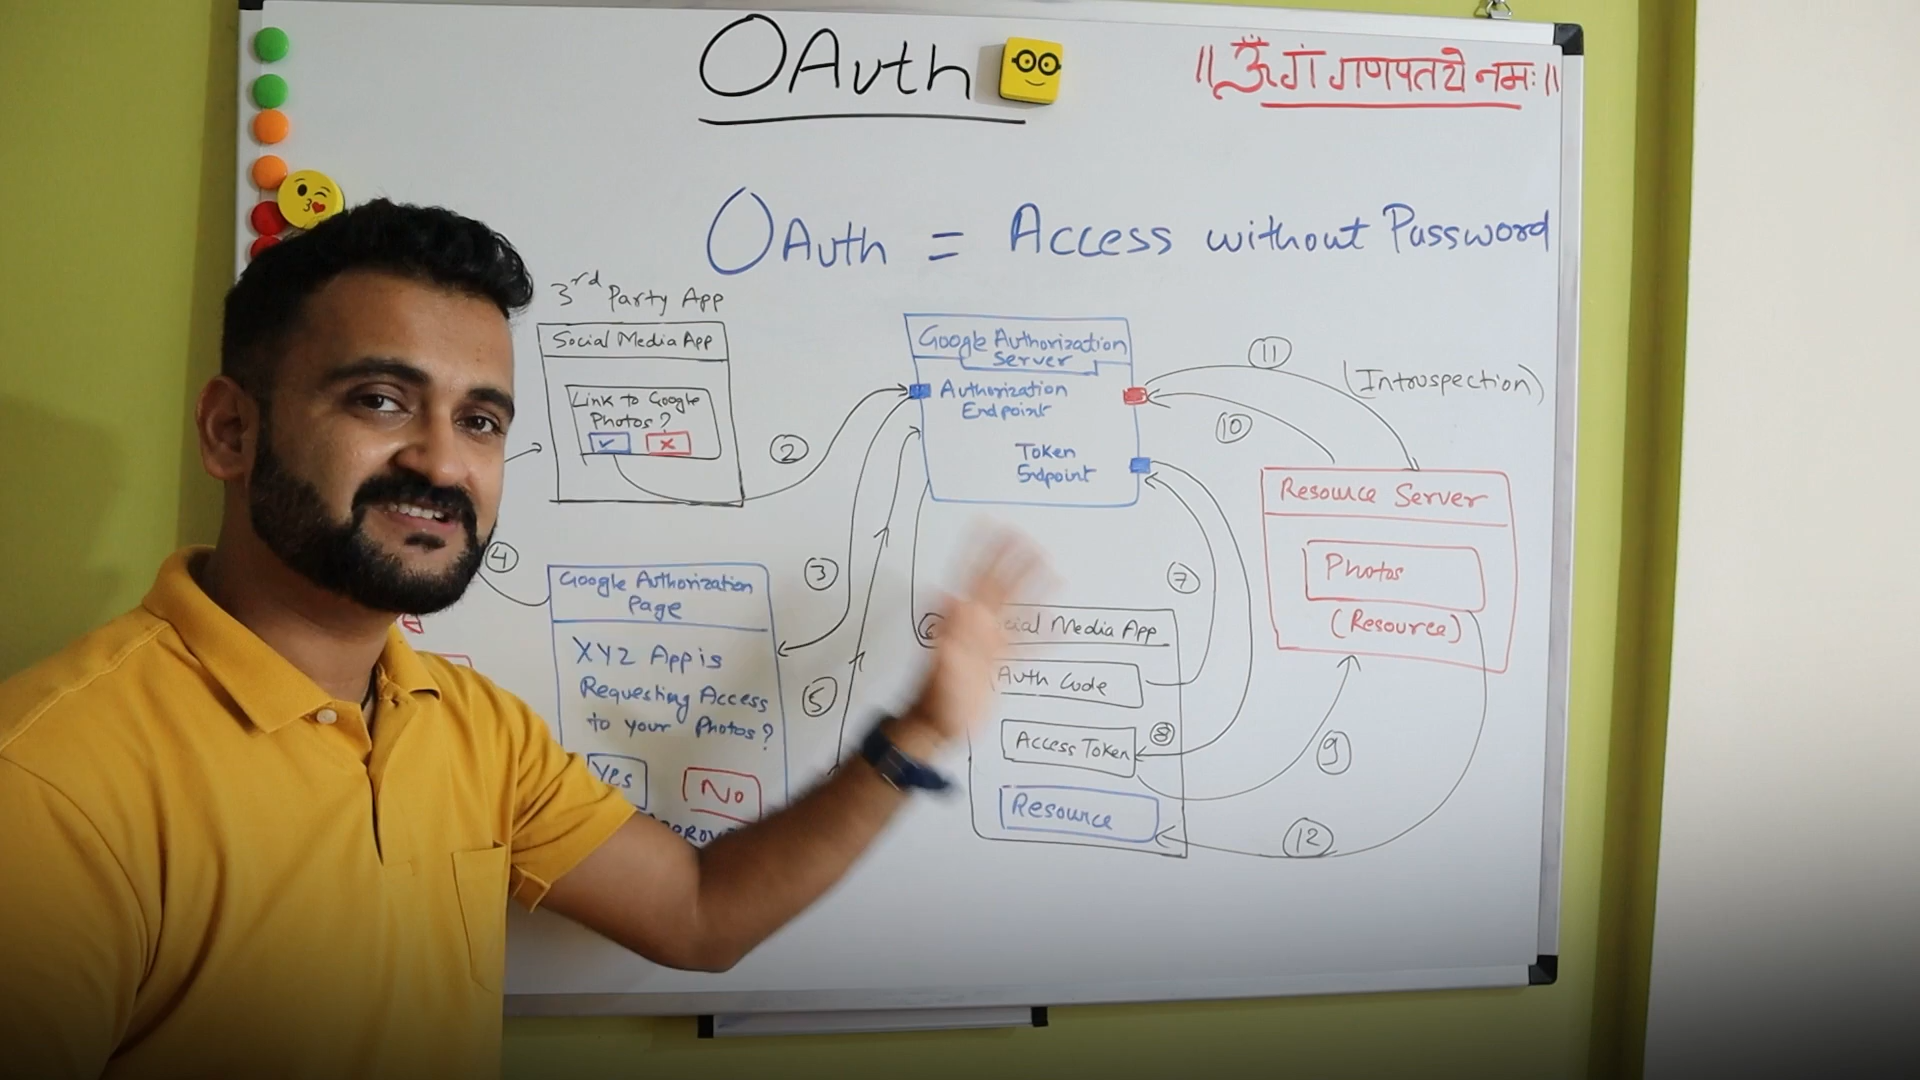 OAuth
॥ ॐ गं गणपतये नमः ॥
OAuth = Access without Password
3rd Party App
Social Media App
Link to Google
Photos?
2
Google Authorization
Server
Authorization
Endpoint
Token
Endpoint
11
(Introspection)
10
Resource Server
Photos
(Resource)
4
Google Authorization
Page
XYZ App is
Requesting Access
to your Photos?
Yes
No
3
5
6
Media App
Auth Code
Access Token
Resource
7
8
9
12